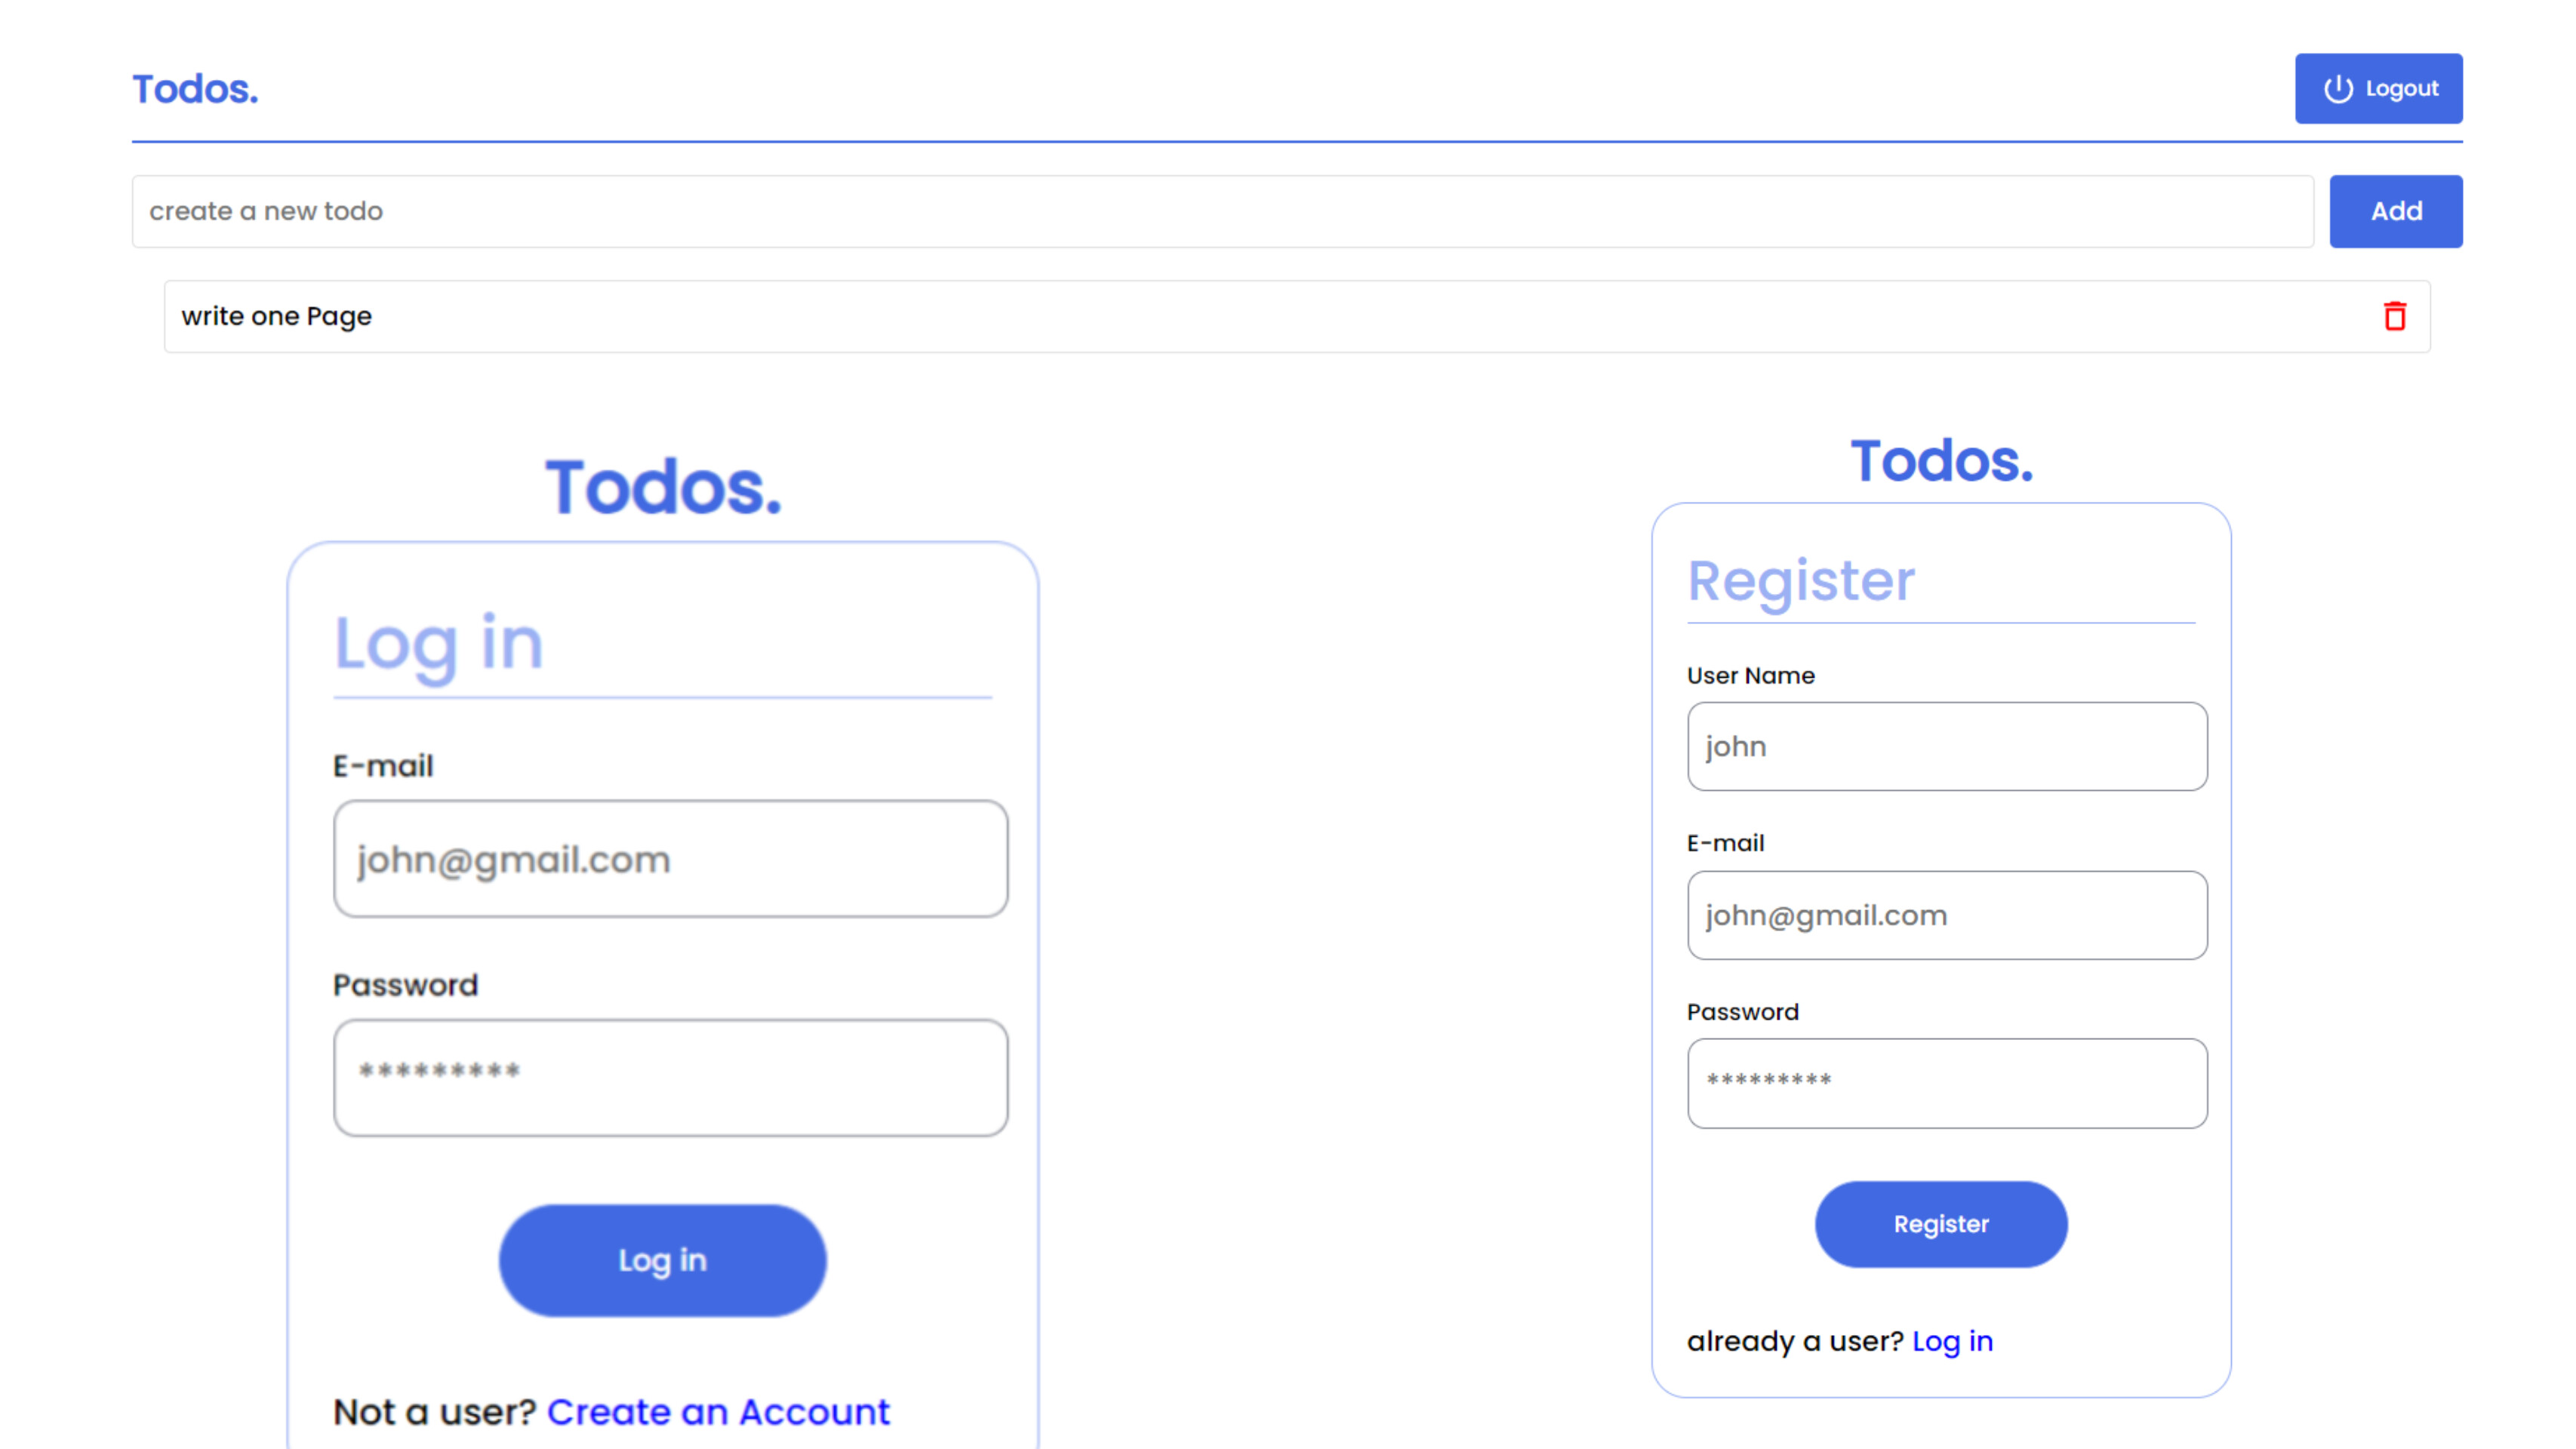 Todos.
Logout
create a new todo
Add
write one Page
Todos.
Log in
E-mail
john@gmail.com
Password
*********
Log in
Not a user? Create an Account
Todos.
Register
User Name
john
E-mail
john@gmail.com
Password
*********
Register
already a user? Log in